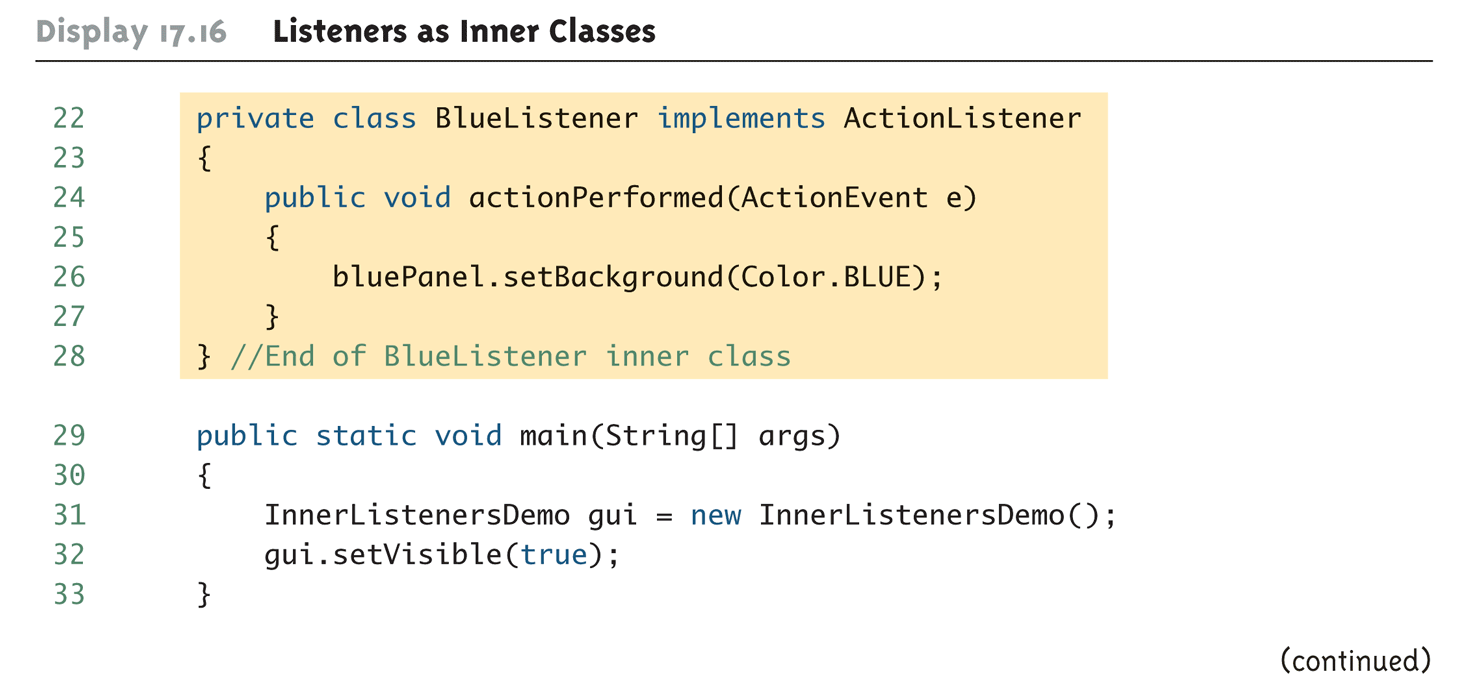 Display 17.16 Listeners as Inner Classes
22 private class BlueListener implements ActionListener
23 {
24 public void actionPerformed(ActionEvent e)
25 {
26 bluePanel.setBackground(Color.BLUE);
27 }
28 } //End of BlueListener inner class
29 public static void main(String[] args)
30 {
31 InnerListenersDemo gui = new InnerListenersDemo();
32 gui.setVisible(true);
33 }
(continued)